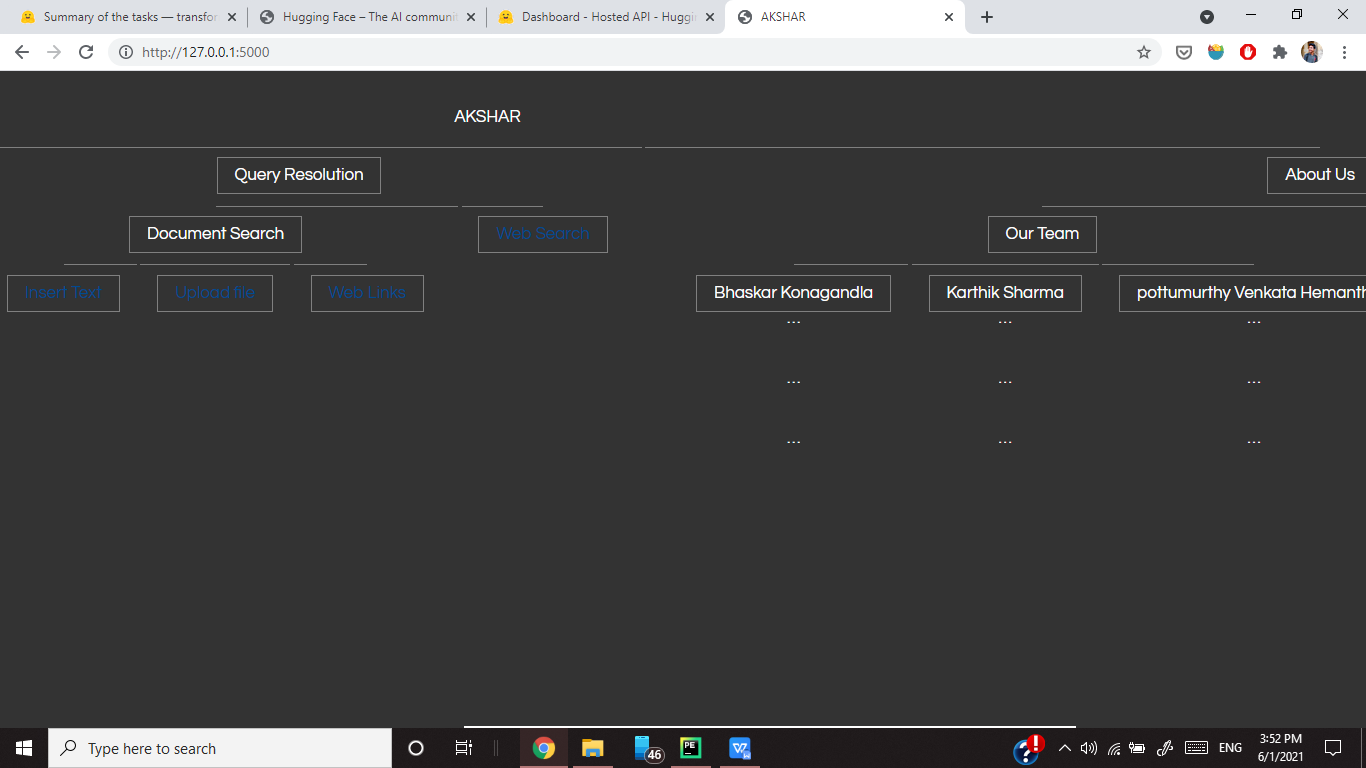 Summary of the tasks — transfor
Hugging Face – The AI communit
Dashboard - Hosted API - Huggi
AKSHAR
http://127.0.0.1:5000
AKSHAR
Query Resolution
About Us
Document Search
Web Search
Our Team
Insert Text
Upload file
Web Links
Bhaskar Konagandla
Karthik Sharma
pottumurthy Venkata Hemanth
... ... ...
... ... ...
... ... ...
Type here to search
46
PE
ENG
3:52 PM
6/1/2021